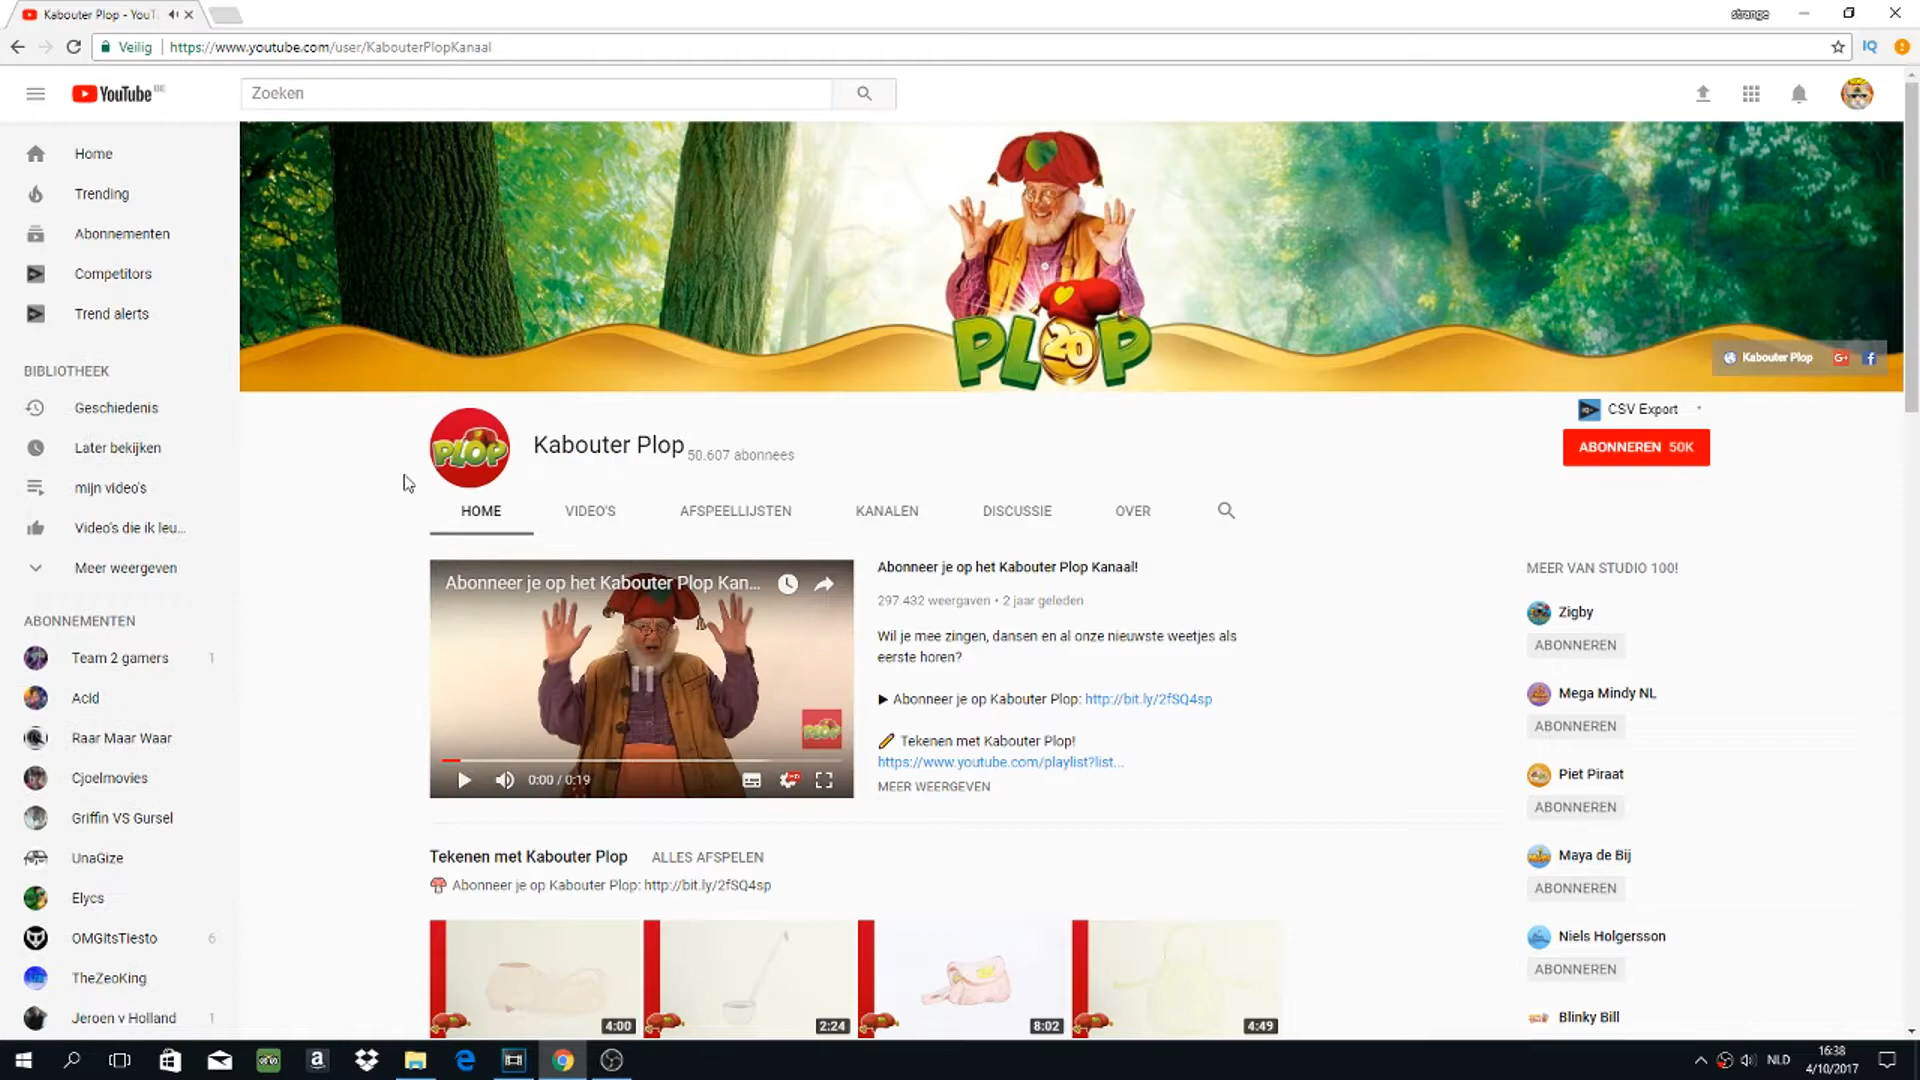 Kabouter Plop - YouT
strange
Veilig
https://www.youtube.com/user/KabouterPlopKanaal
IQ
YouTube BE
Zoeken
Home
Trending
Abonnementen
Competitors
Trend alerts
BIBLIOTHEEK
Geschiedenis
Later bekijken
mijn video's
Video's die ik leu...
Meer weergeven
ABONNEMENTEN
Team 2 gamers 1
Acid
Raar Maar Waar
Cjoelmovies
Griffin VS Gursel
UnaGize
Elycs
OMGitsTiesto 6
TheZeoKing
Jeroen v Holland 1
PLOP
20
Kabouter Plop
G+
f
PLOP
Kabouter Plop 50.607 abonnees
CSV Export
ABONNEREN 50K
HOME
VIDEO'S
AFSPEELLIJSTEN
KANALEN
DISCUSSIE
OVER
Abonneer je op het Kabouter Plop Kan...
PLOP
0:00 / 0:19
Abonneer je op het Kabouter Plop Kanaal!
297.432 weergaven • 2 jaar geleden
Wil je mee zingen, dansen en al onze nieuwste weetjes als
eerste horen?
▶ Abonneer je op Kabouter Plop: http://bit.ly/2fSQ4sp
Tekenen met Kabouter Plop!
https://www.youtube.com/playlist?list...
MEER WEERGEVEN
Tekenen met Kabouter Plop
ALLES AFSPELEN
Abonneer je op Kabouter Plop: http://bit.ly/2fSQ4sp
4:00
2:24
8:02
4:49
MEER VAN STUDIO 100!
Zigby
ABONNEREN
Mega Mindy NL
ABONNEREN
Piet Piraat
ABONNEREN
Maya de Bij
ABONNEREN
Niels Holgersson
ABONNEREN
Blinky Bill
NLD
16:38
4/10/2017